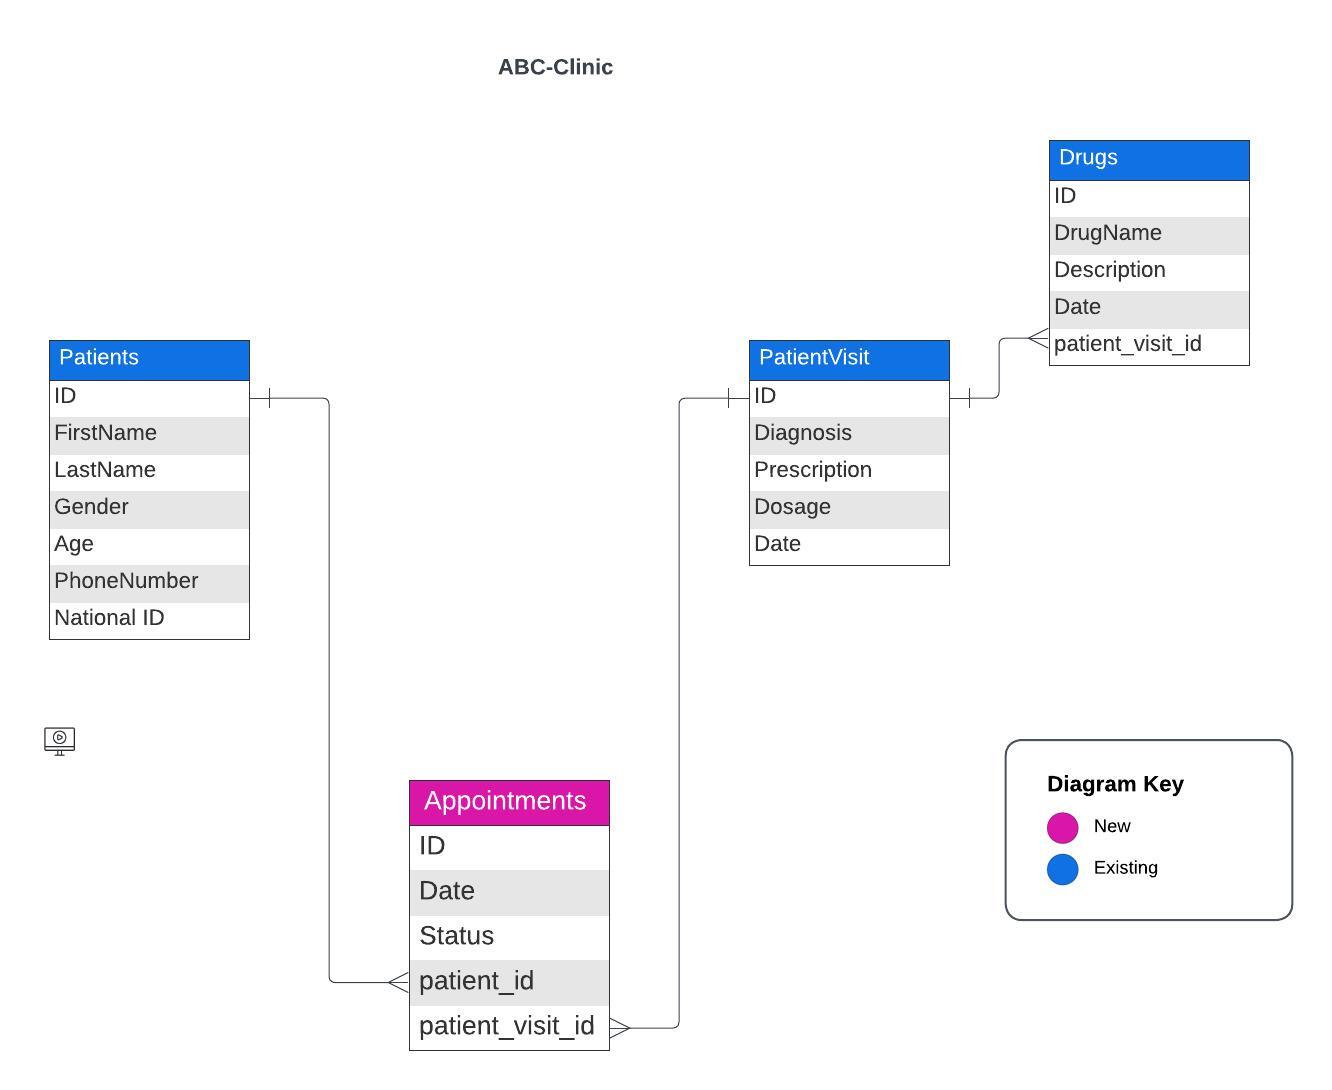 ABC-Clinic
Drugs
ID
DrugName
Description
Date
patient_visit_id
Patients
ID
FirstName
LastName
Gender
Age
PhoneNumber
National ID
PatientVisit
ID
Diagnosis
Prescription
Dosage
Date
Appointments
ID
Date
Status
patient_id
patient_visit_id
Diagram Key
New
Existing